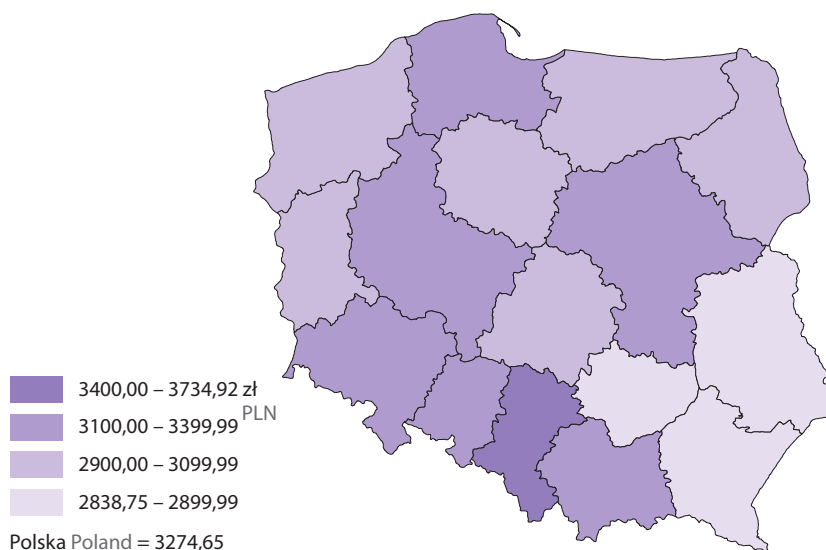 3400,00 – 3734,92 zł
PLN
3100,00 – 3399,99
2900,00 – 3099,99
2838,75 – 2899,99
Polska Poland = 3274,65